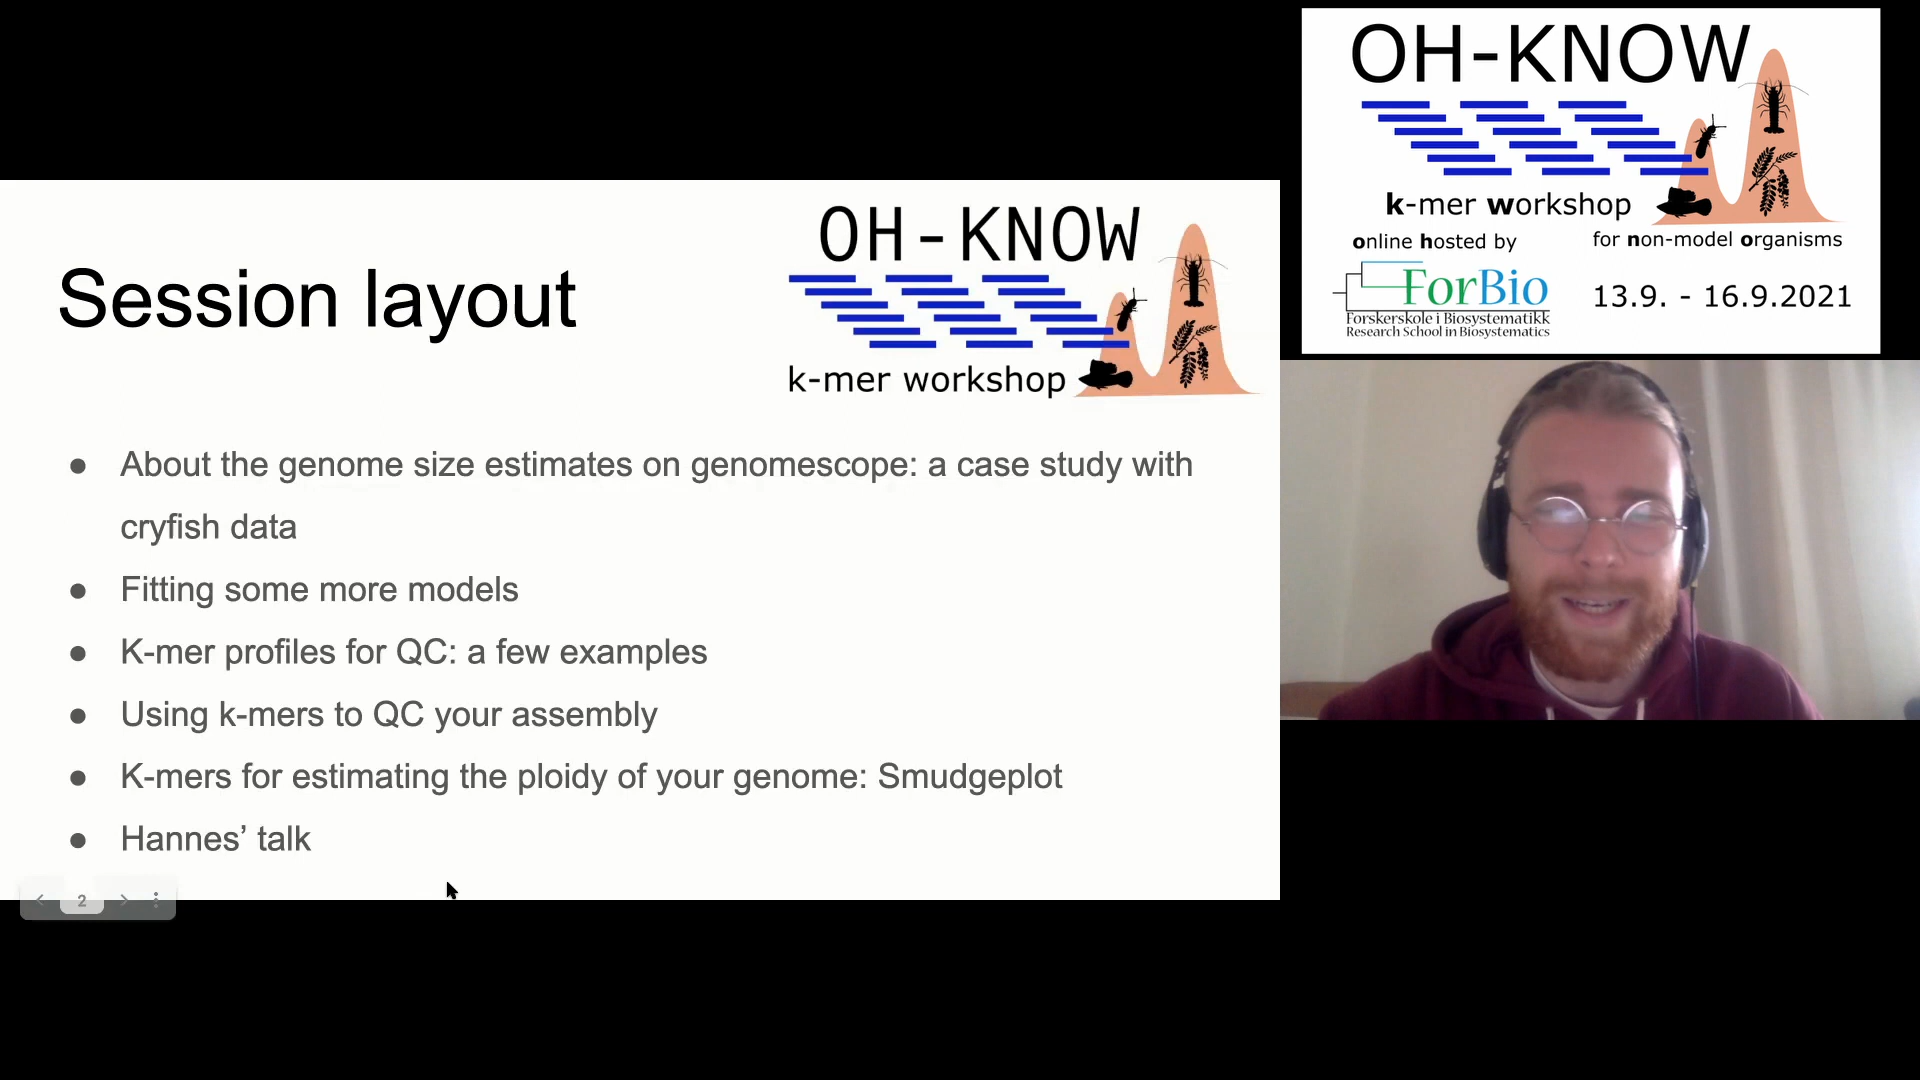 Session layout
OH-KNOW
k-mer workshop
● About the genome size estimates on genomescope: a case study with
cryfish data
● Fitting some more models
● K-mer profiles for QC: a few examples
● Using k-mers to QC your assembly
● K-mers for estimating the ploidy of your genome: Smudgeplot
● Hannes’ talk
2
OH-KNOW
k-mer workshop
online hosted by
for non-model organisms
ForBio
Forskerskole i Biosystematikk
Research School in Biosystematics
13.9. - 16.9.2021